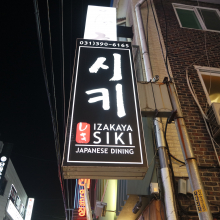 031)390-6165
시
키
IZAKAYA
SIKI
JAPANESE DINING